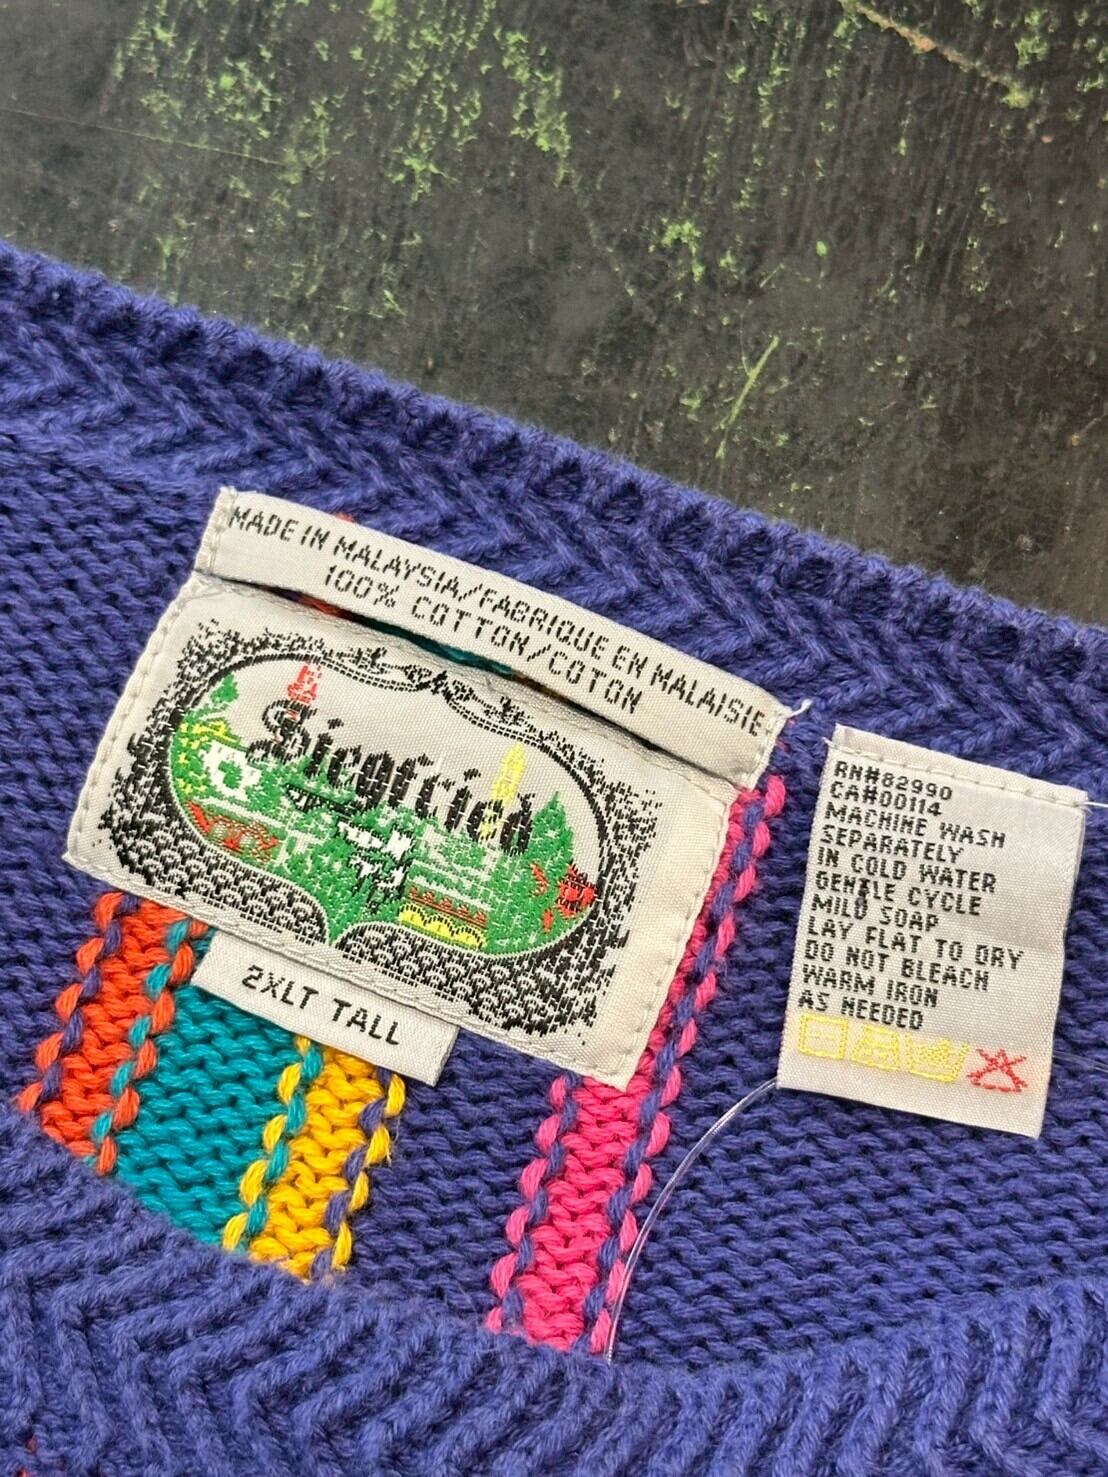 MADE IN MALAYSIA/FABRIQUE EN MALAISIE
100% COTTON/COTON
Siegfried
2XLT TALL
RN#82990
CA#00114
MACHINE WASH
SEPARATELY
IN COLD WATER
GENTLE CYCLE
MILD SOAP
LAY FLAT TO DRY
DO NOT BLEACH
WARM IRON
AS NEEDED